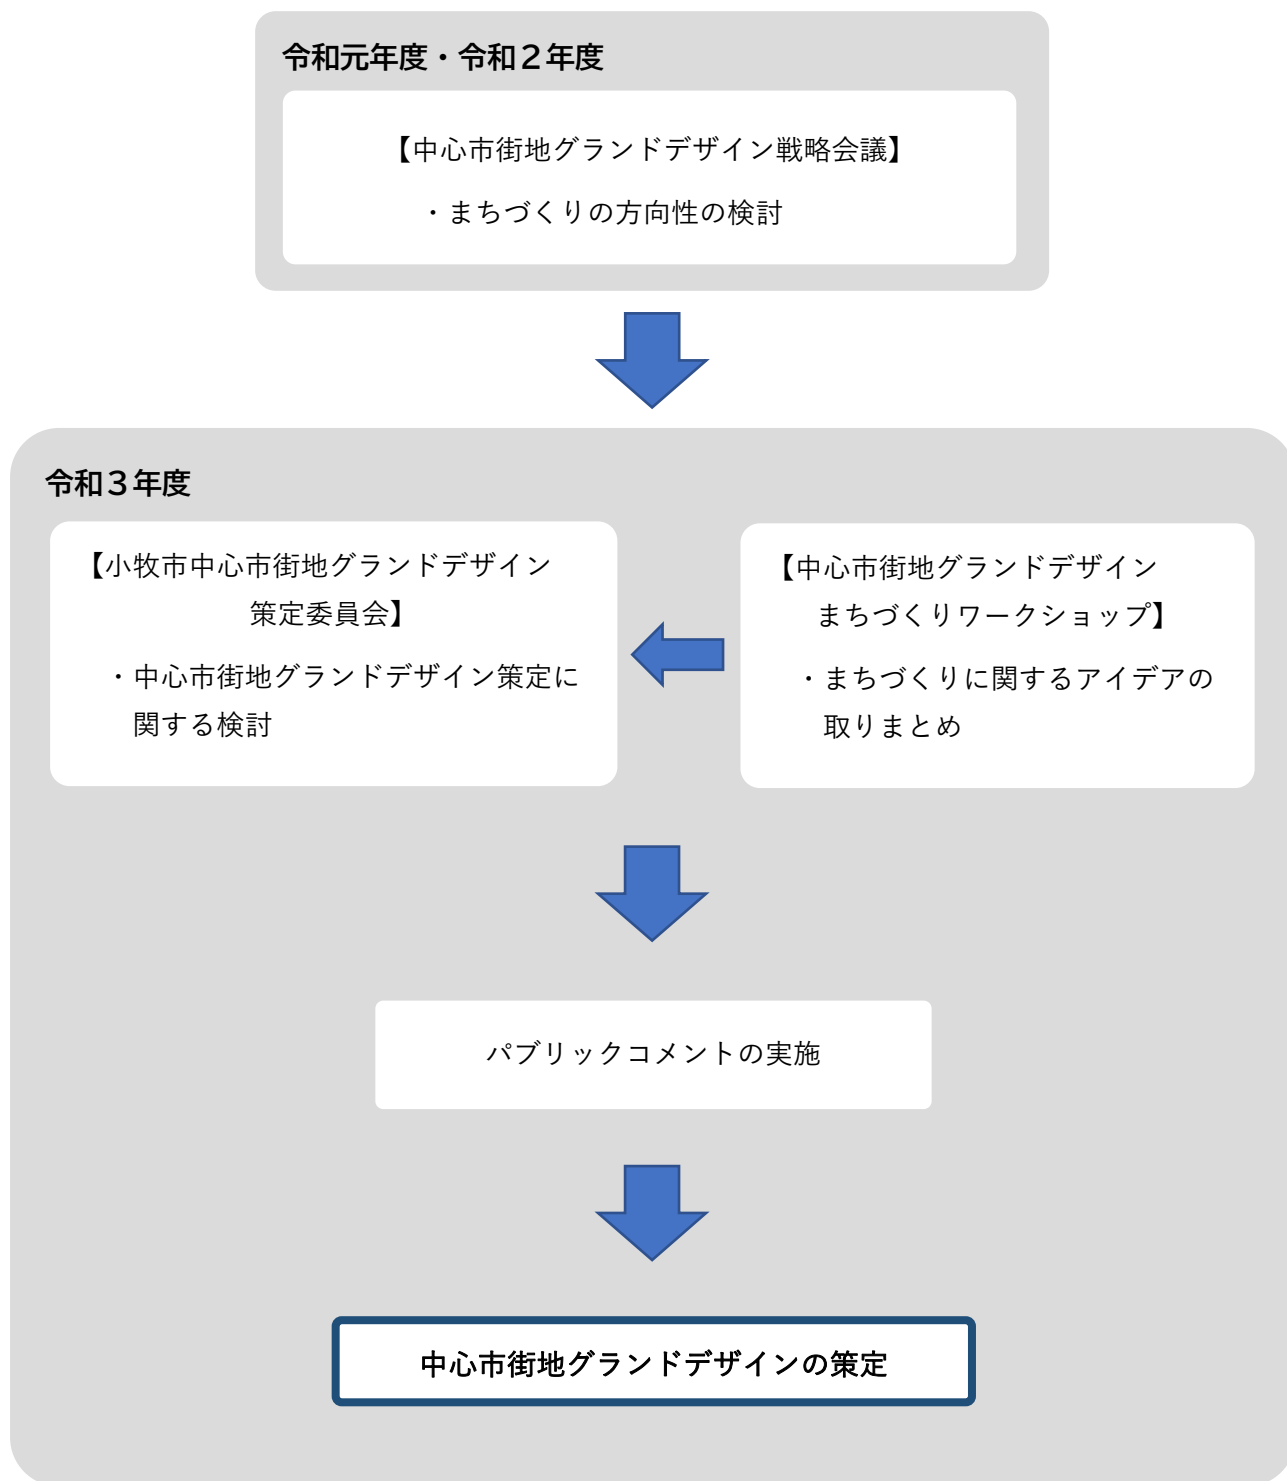 令和元年度・令和２年度
【中心市街地グランドデザイン戦略会議】
・まちづくりの方向性の検討
令和３年度
【小牧市中心市街地グランドデザイン
策定委員会】
・中心市街地グランドデザイン策定に
関する検討
【中心市街地グランドデザイン
まちづくりワークショップ】
・まちづくりに関するアイデアの
取りまとめ
パブリックコメントの実施
中心市街地グランドデザインの策定